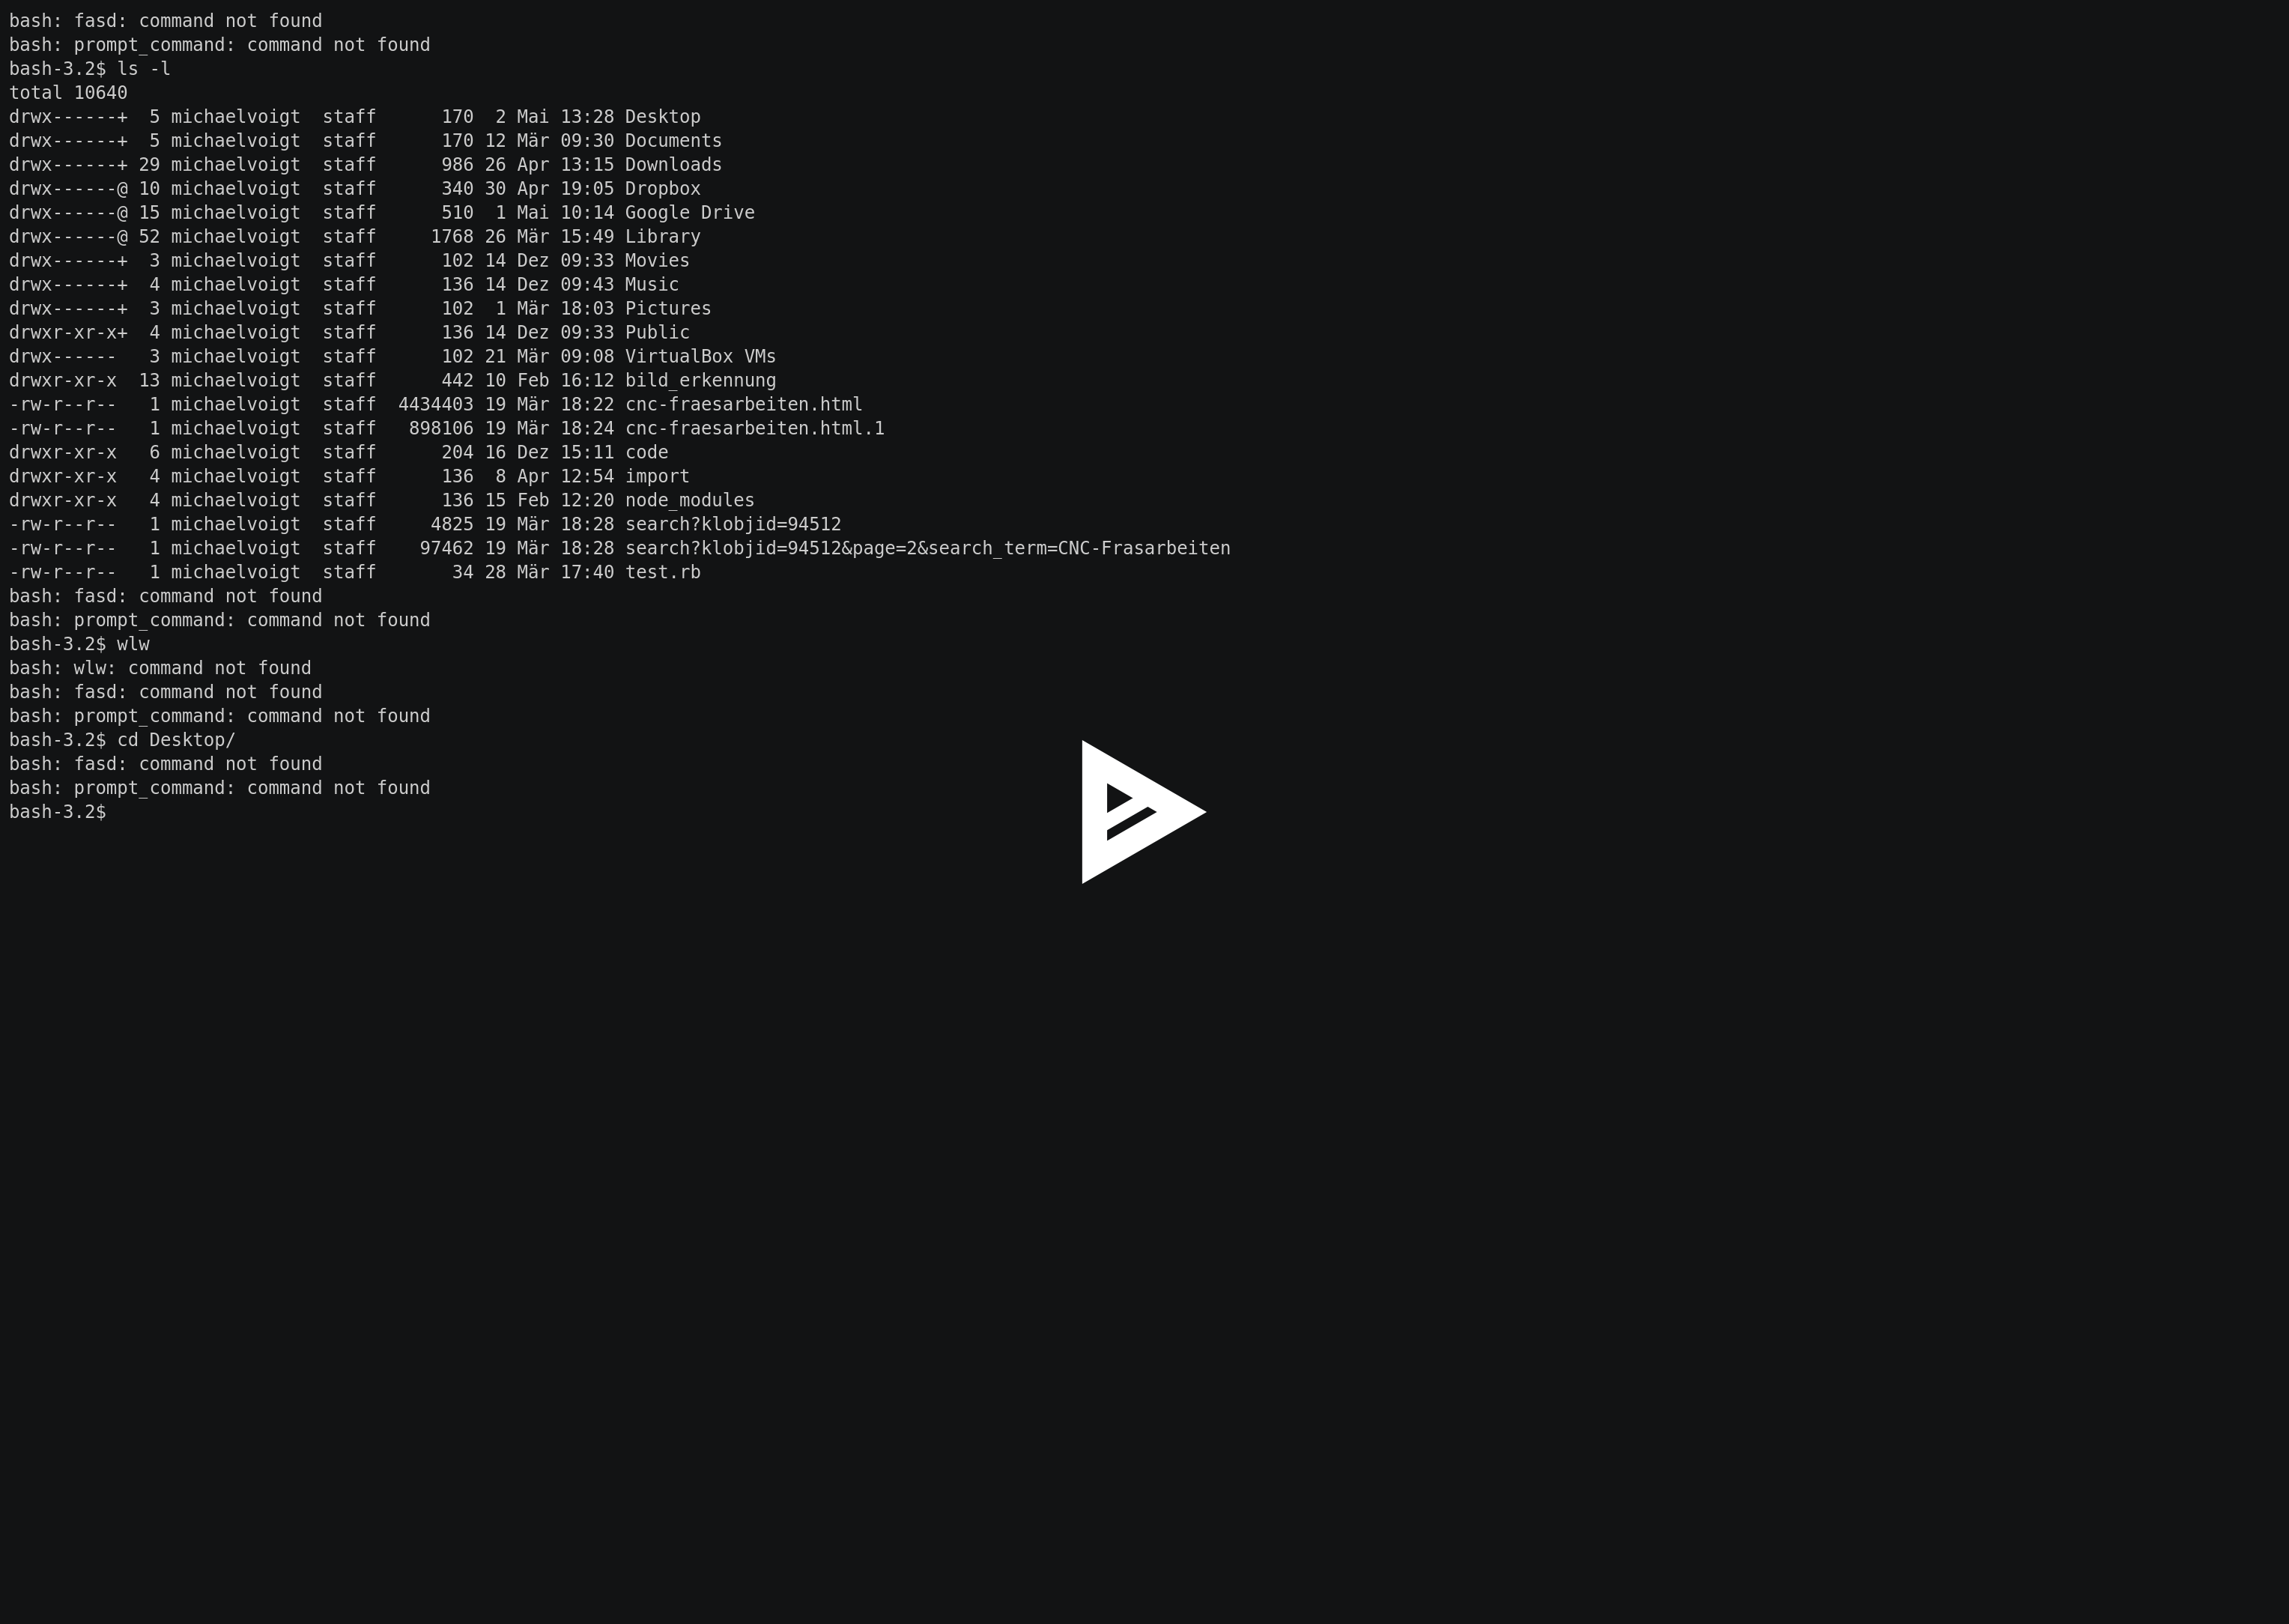 bash: fasd: command not found
bash: prompt_command: command not found
bash-3.2$ ls -l
total 10640
drwx------+  5 michaelvoigt  staff      170  2 Mai 13:28 Desktop
drwx------+  5 michaelvoigt  staff      170 12 Mär 09:30 Documents
drwx------+ 29 michaelvoigt  staff      986 26 Apr 13:15 Downloads
drwx------@ 10 michaelvoigt  staff      340 30 Apr 19:05 Dropbox
drwx------@ 15 michaelvoigt  staff      510  1 Mai 10:14 Google Drive
drwx------@ 52 michaelvoigt  staff     1768 26 Mär 15:49 Library
drwx------+  3 michaelvoigt  staff      102 14 Dez 09:33 Movies
drwx------+  4 michaelvoigt  staff      136 14 Dez 09:43 Music
drwx------+  3 michaelvoigt  staff      102  1 Mär 18:03 Pictures
drwxr-xr-x+  4 michaelvoigt  staff      136 14 Dez 09:33 Public
drwx------   3 michaelvoigt  staff      102 21 Mär 09:08 VirtualBox VMs
drwxr-xr-x  13 michaelvoigt  staff      442 10 Feb 16:12 bild_erkennung
-rw-r--r--   1 michaelvoigt  staff  4434403 19 Mär 18:22 cnc-fraesarbeiten.html
-rw-r--r--   1 michaelvoigt  staff   898106 19 Mär 18:24 cnc-fraesarbeiten.html.1
drwxr-xr-x   6 michaelvoigt  staff      204 16 Dez 15:11 code
drwxr-xr-x   4 michaelvoigt  staff      136  8 Apr 12:54 import
drwxr-xr-x   4 michaelvoigt  staff      136 15 Feb 12:20 node_modules
-rw-r--r--   1 michaelvoigt  staff     4825 19 Mär 18:28 search?klobjid=94512
-rw-r--r--   1 michaelvoigt  staff    97462 19 Mär 18:28 search?klobjid=94512&page=2&search_term=CNC-Frasarbeiten
-rw-r--r--   1 michaelvoigt  staff       34 28 Mär 17:40 test.rb
bash: fasd: command not found
bash: prompt_command: command not found
bash-3.2$ wlw
bash: wlw: command not found
bash: fasd: command not found
bash: prompt_command: command not found
bash-3.2$ cd Desktop/
bash: fasd: command not found
bash: prompt_command: command not found
bash-3.2$